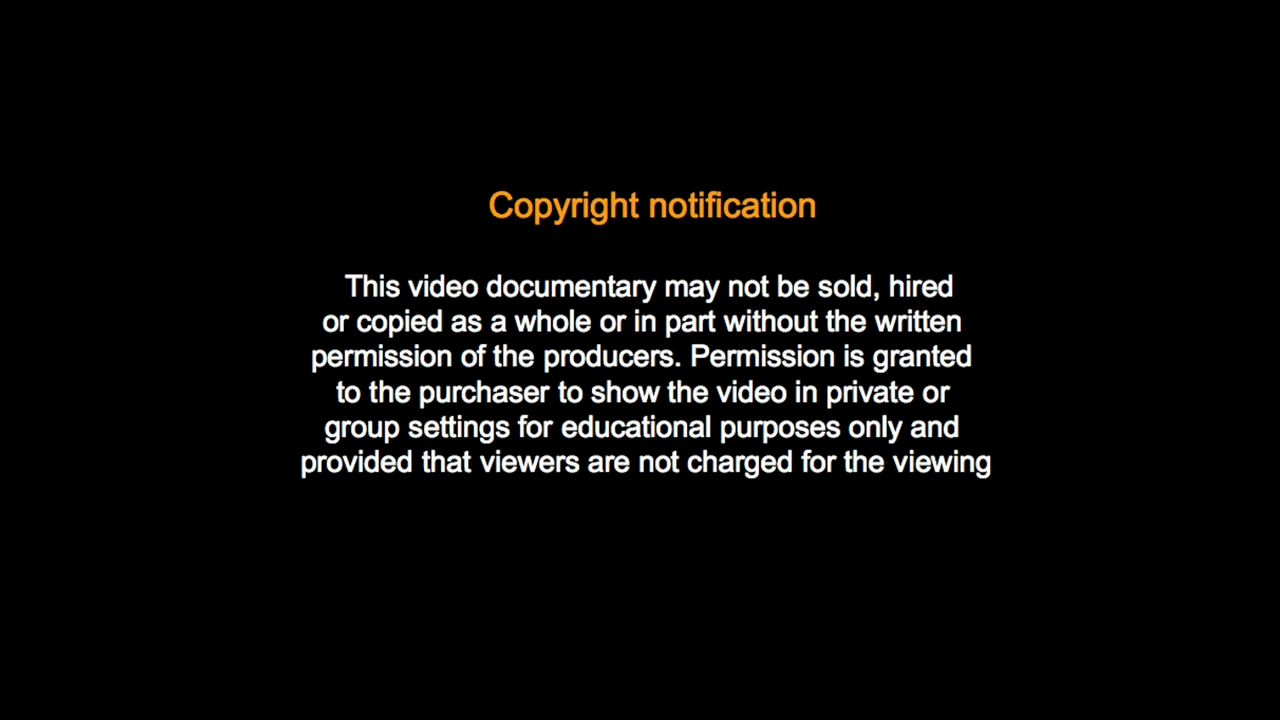 Copyright notification
This video documentary may not be sold, hired
or copied as a whole or in part without the written
permission of the producers. Permission is granted
to the purchaser to show the video in private or
group settings for educational purposes only and
provided that viewers are not charged for the viewing